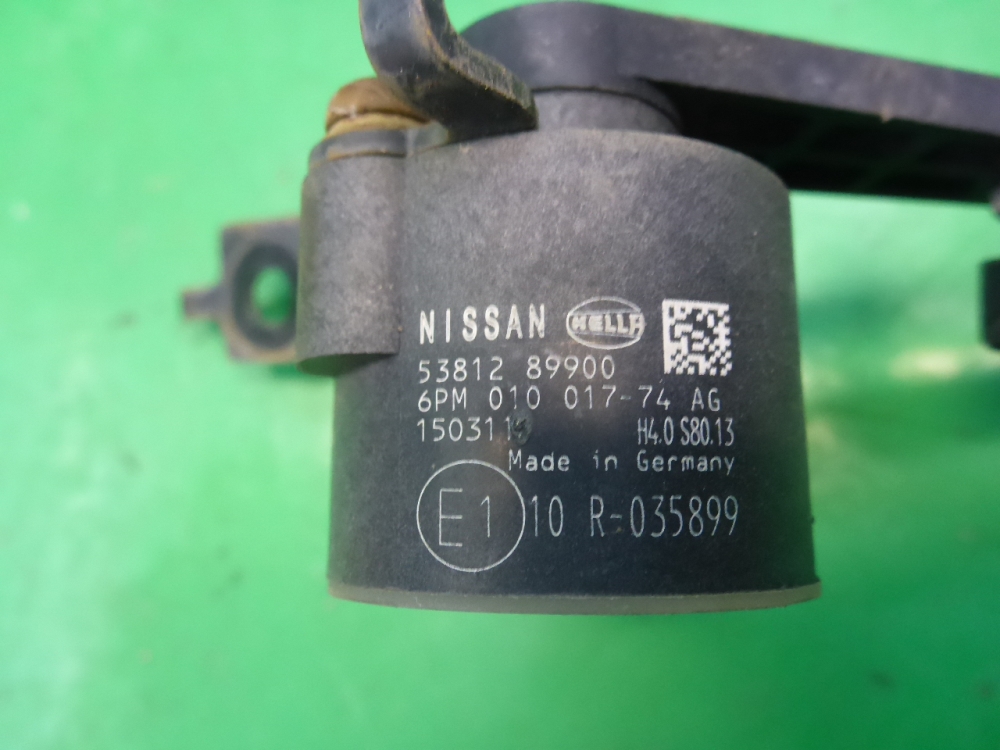 NISSAN HELLA
53812 89900
6PM 010 017-74 AG
H4.0 S80.13
Made in Germany
E1 10 R-035899